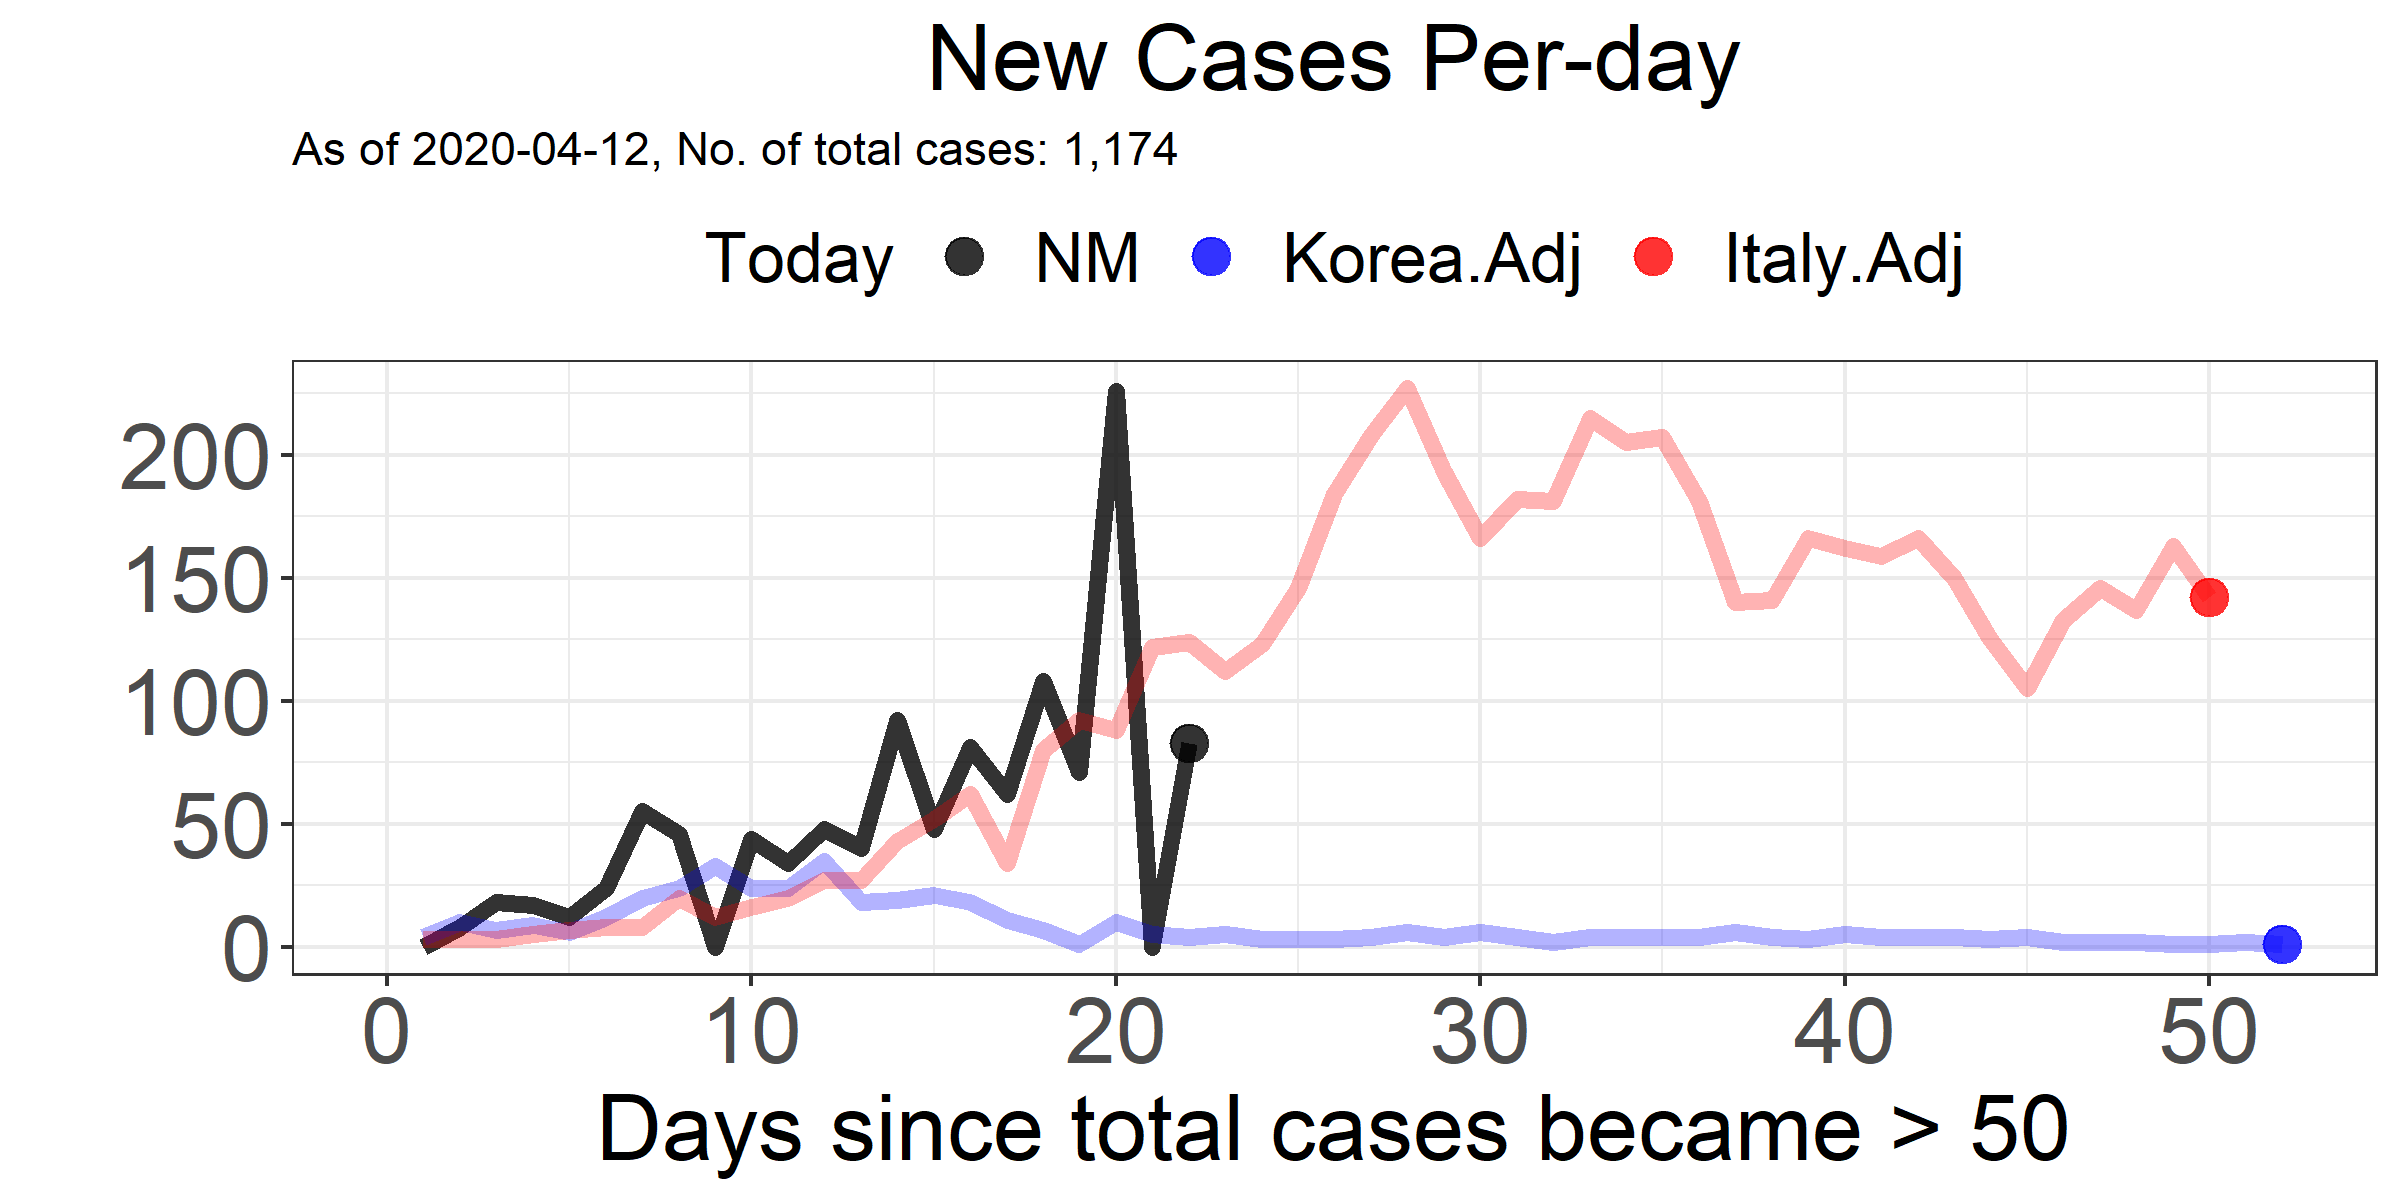 New Cases Per-day
As of 2020-04-12, No. of total cases: 1,174
Today NM Korea.Adj Italy.Adj
200
150
100
50
0
0 10 20 30 40 50
Days since total cases became > 50